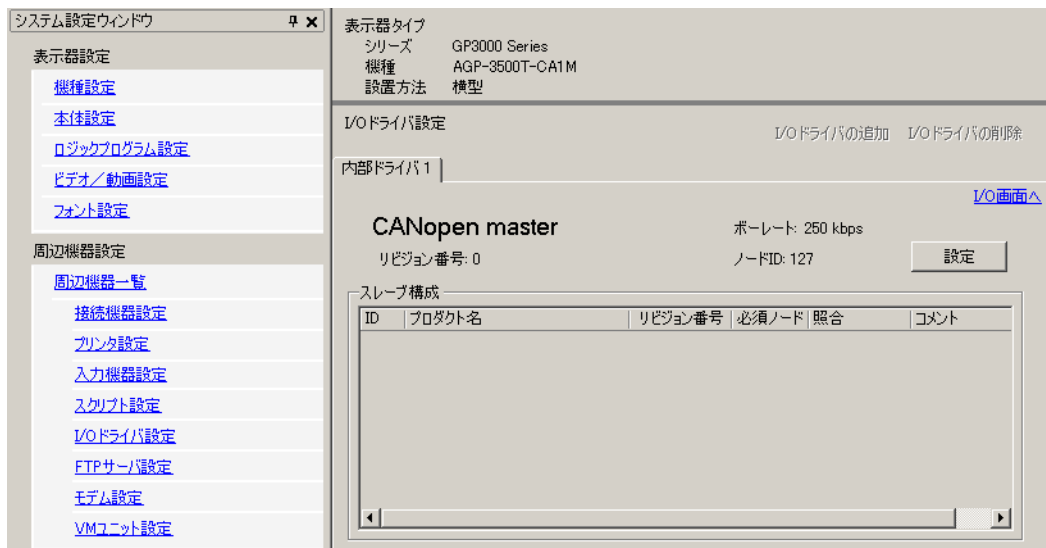 システム設定ウィンドウ
表示器設定
機種設定
本体設定
ロジックプログラム設定
ビデオ／動画設定
フォント設定
周辺機器設定
周辺機器一覧
接続機器設定
プリンタ設定
入力機器設定
スクリプト設定
I/Oドライバ設定
FTPサーバ設定
モデム設定
VMユニット設定
表示器タイプ
シリーズ GP3000 Series
機種 AGP-3500T-CA1M
設置方法 横型
I/Oドライバ設定
I/Oドライバの追加 I/Oドライバの削除
内部ドライバ 1
I/O画面へ
CANopen master ボーレート: 250 kbps
リビジョン番号: 0 ノードID: 127 設定
スレーブ構成
ID プロダクト名 リビジョン番号 必須ノード 照合 コメント